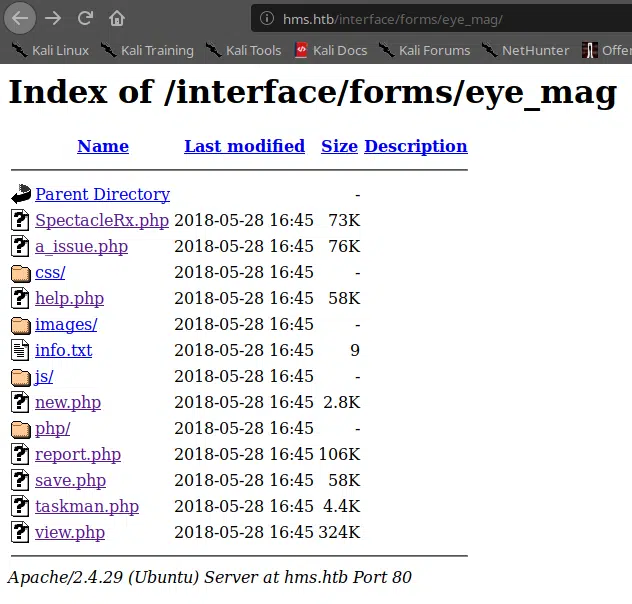 hms.htb/interface/forms/eye_mag/
Kali Linux Kali Training Kali Tools Kali Docs Kali Forums NetHunter Offen
Index of /interface/forms/eye_mag
Name Last modified Size Description
Parent Directory -
SpectacleRx.php 2018-05-28 16:45 73K
a_issue.php 2018-05-28 16:45 76K
css/ 2018-05-28 16:45 -
help.php 2018-05-28 16:45 58K
images/ 2018-05-28 16:45 -
info.txt 2018-05-28 16:45 9
js/ 2018-05-28 16:45 -
new.php 2018-05-28 16:45 2.8K
php/ 2018-05-28 16:45 -
report.php 2018-05-28 16:45 106K
save.php 2018-05-28 16:45 58K
taskman.php 2018-05-28 16:45 4.4K
view.php 2018-05-28 16:45 324K
Apache/2.4.29 (Ubuntu) Server at hms.htb Port 80